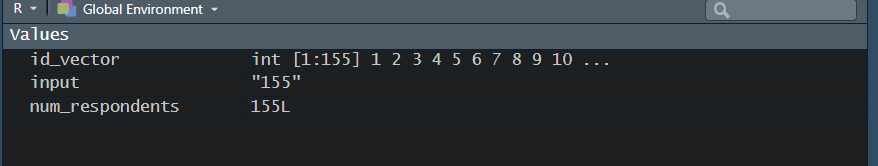 R Global Environment
Values
id_vector int [1:155] 1 2 3 4 5 6 7 8 9 10 ...
input "155"
num_respondents 155L